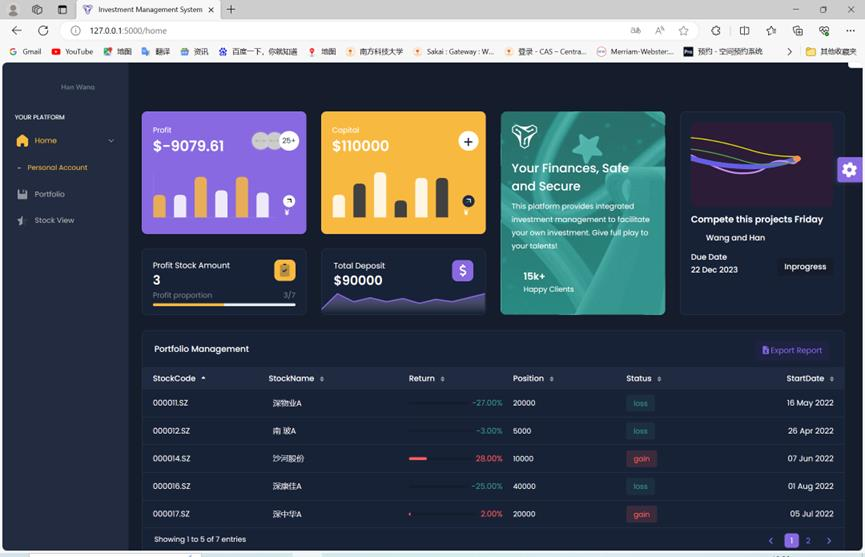 Investment Management System
127.0.0.1:5000/home
Gmail
YouTube
地图
翻译
资讯
百度一下，你就知道
地图
南方科技大学
Sakai : Gateway : W...
登录 - CAS – Centra...
Merriam-Webster:...
预约 - 空间预约系统
其他收藏夹
Han Wang
YOUR PLATFORM
Home
Personal Account
Portfolio
Stock View
Profit
$-9079.61
25+
Capital
$110000
Your Finances, Safe
and Secure
This platform provides integrated
investment management to facilitate
your own investment. Give full play to
your talents!
15k+
Happy Clients
Compete this projects Friday
Wang and Han
Due Date
22 Dec 2023
Inprogress
Profit Stock Amount
3
Profit proportion 3/7
Total Deposit
$90000
$
Portfolio Management
Export Report
StockCode StockName Return Position Status StartDate
000011.SZ 深物业A -27.00% 20000 loss 16 May 2022
000012.SZ 南 玻A -3.00% 5000 loss 26 Apr 2022
000014.SZ 沙河股份 28.00% 10000 gain 07 Jun 2022
000016.SZ 深康佳A -25.00% 40000 loss 01 Aug 2022
000017.SZ 深中华A 2.00% 20000 gain 05 Jul 2022
Showing 1 to 5 of 7 entries
1 2